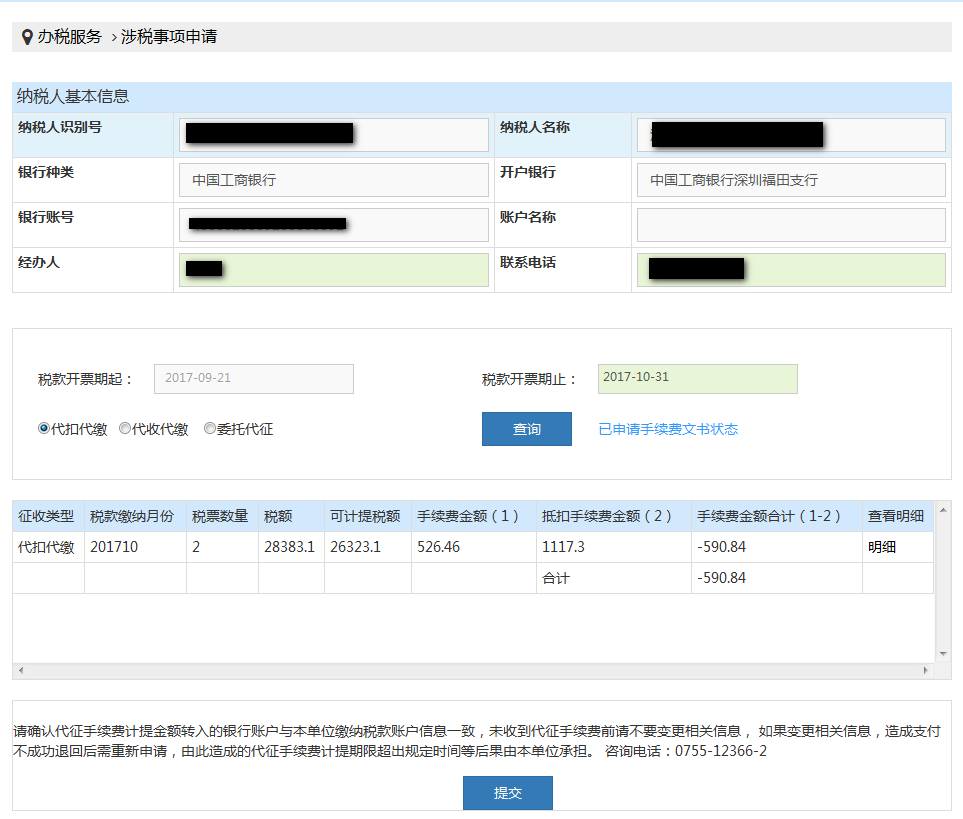 办税服务 › 涉税事项申请
纳税人基本信息
纳税人识别号 纳税人名称
银行种类 中国工商银行 开户银行 中国工商银行深圳福田支行
银行账号 账户名称
经办人 联系电话
税款开票期起： 2017-09-21 税款开票期止： 2017-10-31
代扣代缴 代收代缴 委托代征 查询 已申请手续费文书状态
征收类型 税款缴纳月份 税票数量 税额 可计提税额 手续费金额（1） 抵扣手续费金额（2） 手续费金额合计（1-2） 查看明细
代扣代缴 201710 2 28383.1 26323.1 526.46 1117.3 -590.84 明细
合计 -590.84
请确认代征手续费计提金额转入的银行账户与本单位缴纳税款账户信息一致，未收到代征手续费前请不要变更相关信息， 如果变更相关信息，造成支付
不成功退回后需重新申请，由此造成的代征手续费计提期限超出规定时间等后果由本单位承担。 咨询电话：0755-12366-2
提交